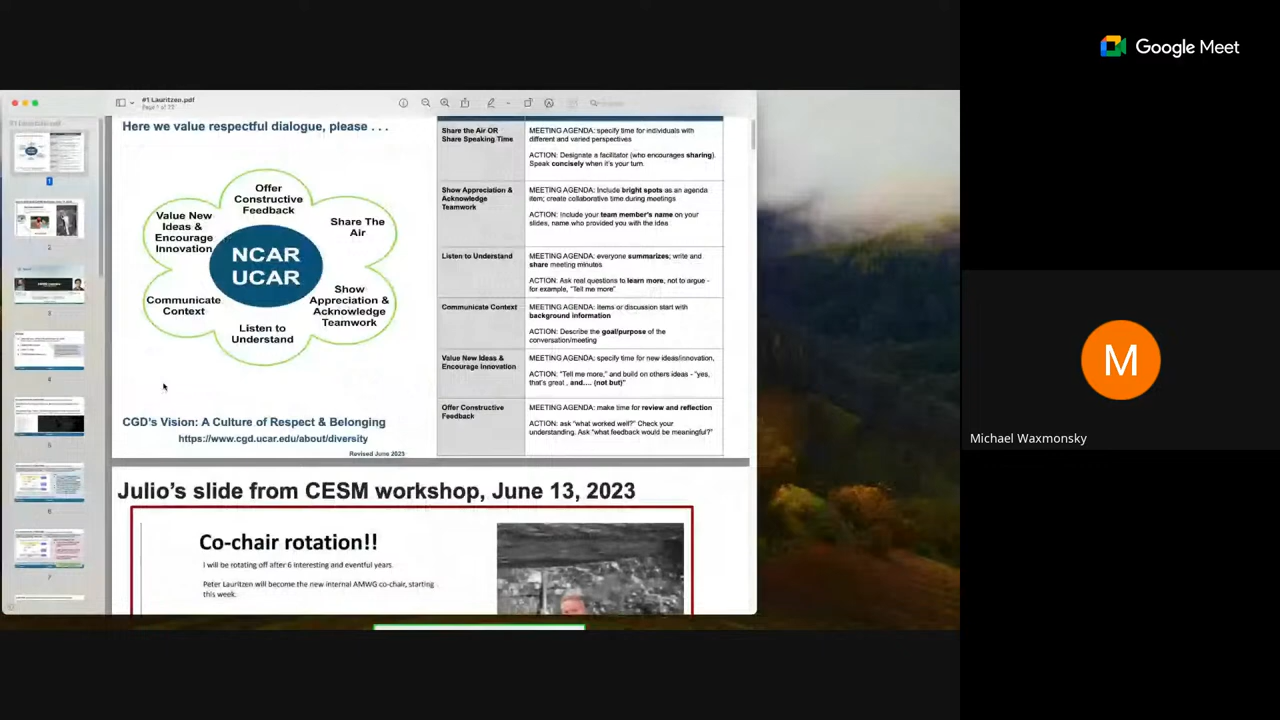 Google Meet
#1 Lauritzen.pdf
Here we value respectful dialogue, please . . .
Offer
Constructive
Feedback
Value New
Ideas &
Encourage
Innovation
Share The
Air
NCAR
UCAR
Communicate
Context
Show
Appreciation &
Acknowledge
Teamwork
Listen to
Understand
CGD's Vision: A Culture of Respect & Belonging
https://www.cgd.ucar.edu/about/diversity
Revised June 2023
Share the Air OR
Share Speaking Time
MEETING AGENDA: specify time for individuals with
different and varied perspectives
ACTION: Designate a facilitator (who encourages sharing).
Speak concisely when it's your turn.
Show Appreciation &
Acknowledge
Teamwork
MEETING AGENDA: Include bright spots as an agenda
item; create collaborative time during meetings
ACTION: Include your team member's name on your
slides, name who provided you with the idea
Listen to Understand
MEETING AGENDA: everyone summarizes; write and
share meeting minutes
ACTION: Ask real questions to learn more, not to argue -
for example, "Tell me more"
Communicate Context
MEETING AGENDA: items or discussion start with
background information
ACTION: Describe the goal/purpose of the
conversation/meeting
Value New Ideas &
Encourage Innovation
MEETING AGENDA; specify time for new ideas/innovation,
ACTION: "Tell me more," and build on others ideas - "yes,
that's great , and.... (not but)"
Offer Constructive
Feedback
MEETING AGENDA: make time for review and reflection
ACTION: ask "what worked well?" Check your
understanding. Ask "what feedback would be meaningful?"
Julio's slide from CESM workshop, June 13, 2023
Co-chair rotation!!
I will be rotating off after 6 interesting and eventful years.
Peter Lauritzen will become the new internal AMWG co-chair, starting
this week.
1
2
3
4
5
6
7
M
Michael Waxmonsky